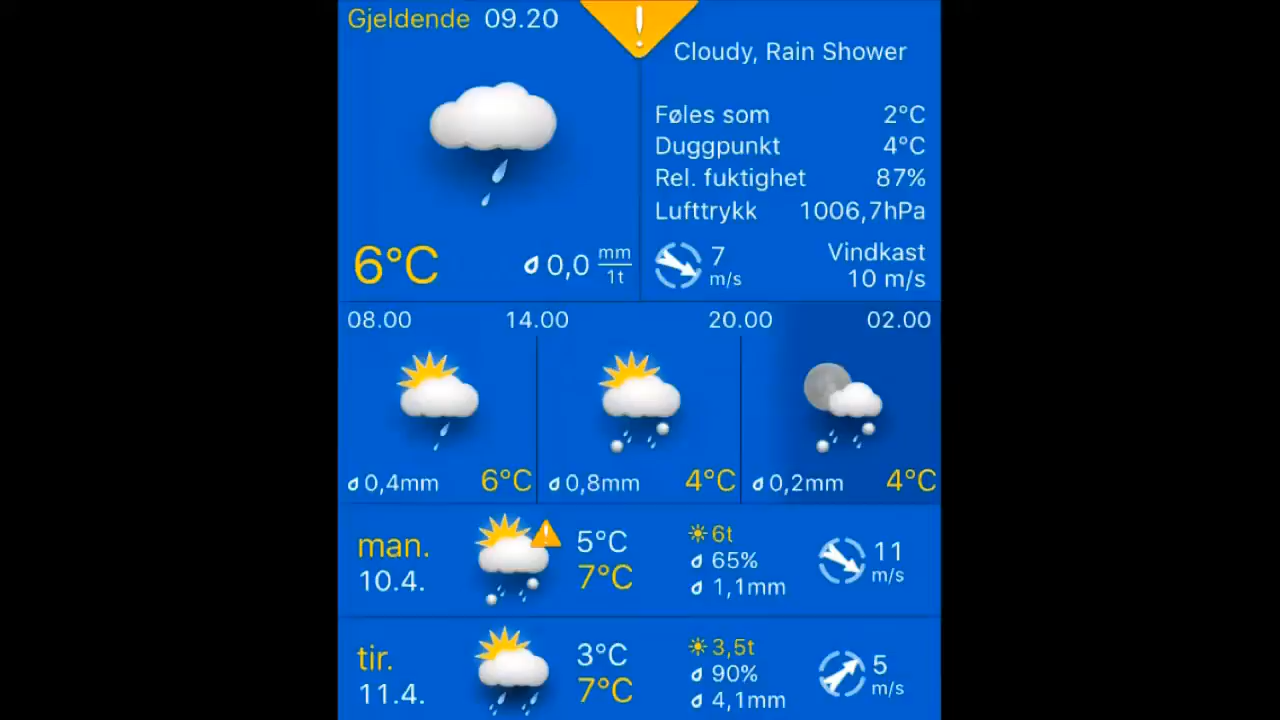 Gjeldende 09.20
Cloudy, Rain Shower
Føles som 2°C
Duggpunkt 4°C
Rel. fuktighet 87%
Lufttrykk 1006,7hPa
6°C 0,0 mm
1t
7
m/s
Vindkast
10 m/s
08.00 14.00 20.00 02.00
0,4mm 6°C 0,8mm 4°C 0,2mm 4°C
man.
10.4.
5°C
7°C
6t
65%
1,1mm
11
m/s
tir.
11.4.
3°C
7°C
3,5t
90%
4,1mm
5
m/s